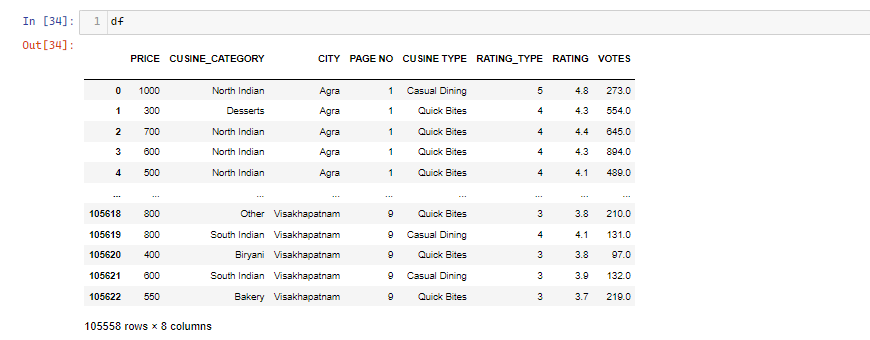 In [34]: 1 df
Out[34]:
PRICE CUSINE_CATEGORY CITY PAGE NO CUSINE TYPE RATING_TYPE RATING VOTES
0 1000 North Indian Agra 1 Casual Dining 5 4.8 273.0
1 300 Desserts Agra 1 Quick Bites 4 4.3 554.0
2 700 North Indian Agra 1 Quick Bites 4 4.4 645.0
3 600 North Indian Agra 1 Quick Bites 4 4.3 894.0
4 500 North Indian Agra 1 Quick Bites 4 4.1 489.0
... ... ... ... ... ... ... ... ...
105618 800 Other Visakhapatnam 9 Quick Bites 3 3.8 210.0
105619 800 South Indian Visakhapatnam 9 Casual Dining 4 4.1 131.0
105620 400 Biryani Visakhapatnam 9 Quick Bites 3 3.8 97.0
105621 600 South Indian Visakhapatnam 9 Casual Dining 3 3.9 132.0
105622 550 Bakery Visakhapatnam 9 Quick Bites 3 3.7 219.0
105558 rows × 8 columns